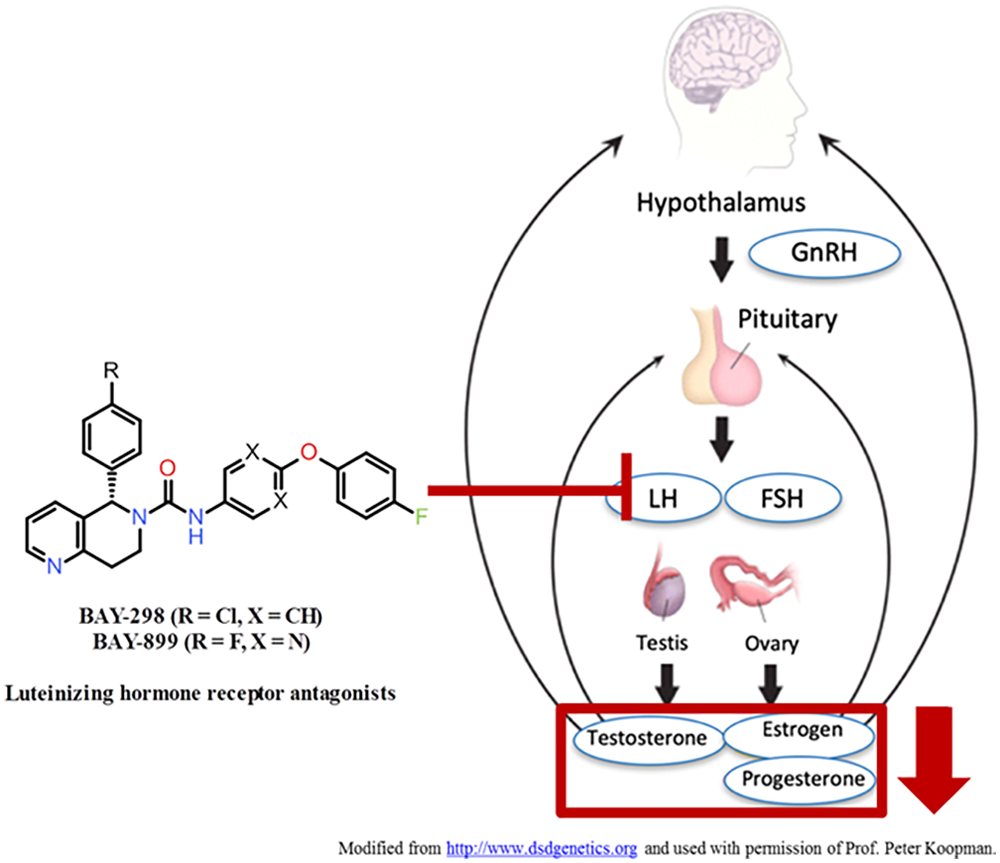 Hypothalamus
GnRH
Pituitary
R
O
N
N
H
N
X
X
O
F
LH
FSH
BAY-298 (R = Cl, X = CH)
BAY-899 (R = F, X = N)
Luteinizing hormone receptor antagonists
Testis
Ovary
Testosterone
Estrogen
Progesterone
Modified from http://www.dsdgenetics.org and used with permission of Prof. Peter Koopman.